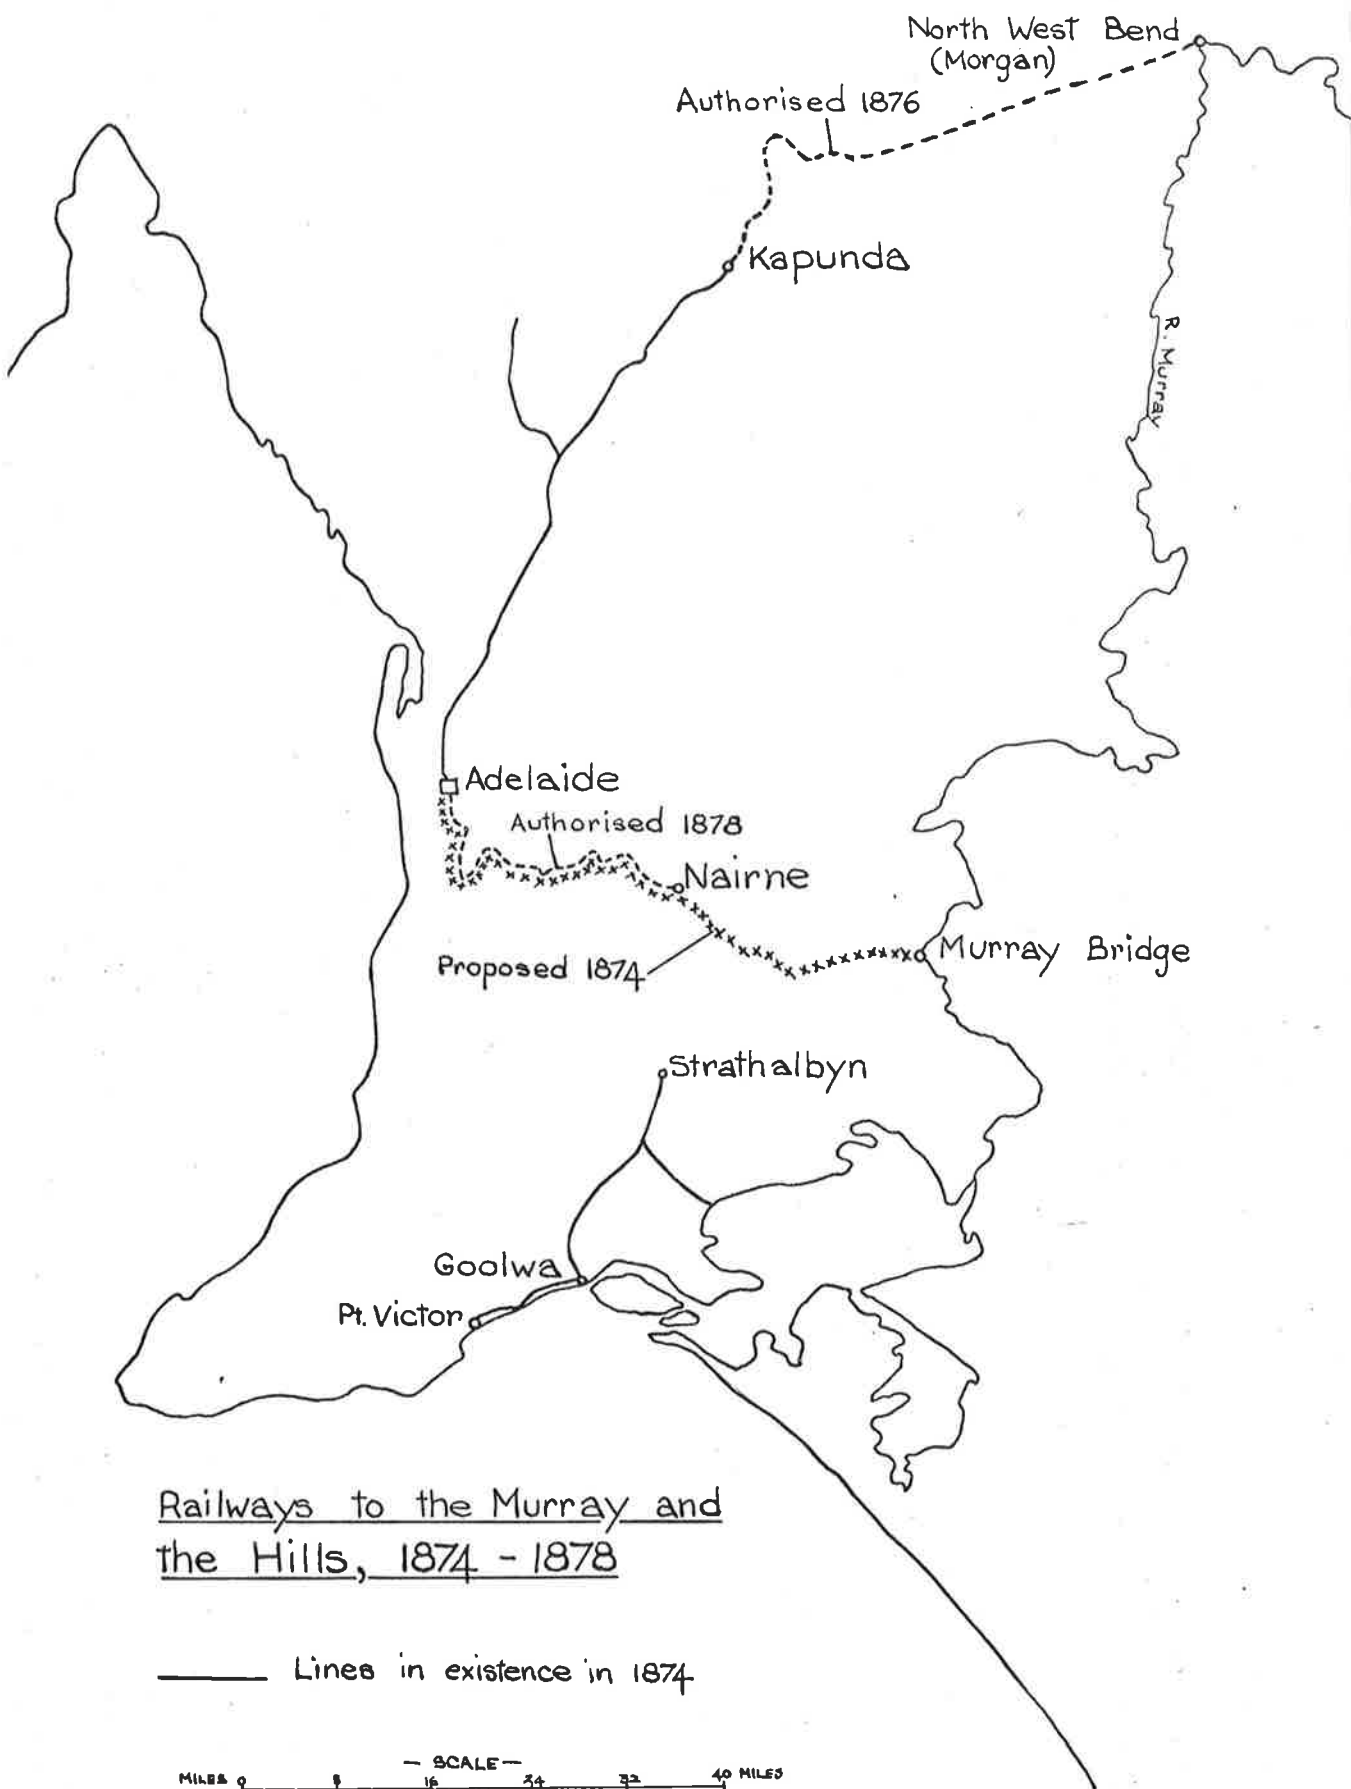 North West Bend
(Morgan)
Authorised 1876
Kapunda
R. Murray
Adelaide
Authorised 1878
Nairne
Murray Bridge
Proposed 1874
Strathalbyn
Goolwa
Pt. Victor
Railways to the Murray and
the Hills, 1874 - 1878
Lines in existence in 1874
— SCALE —
MILES 0 8 16 24 32 40 MILES